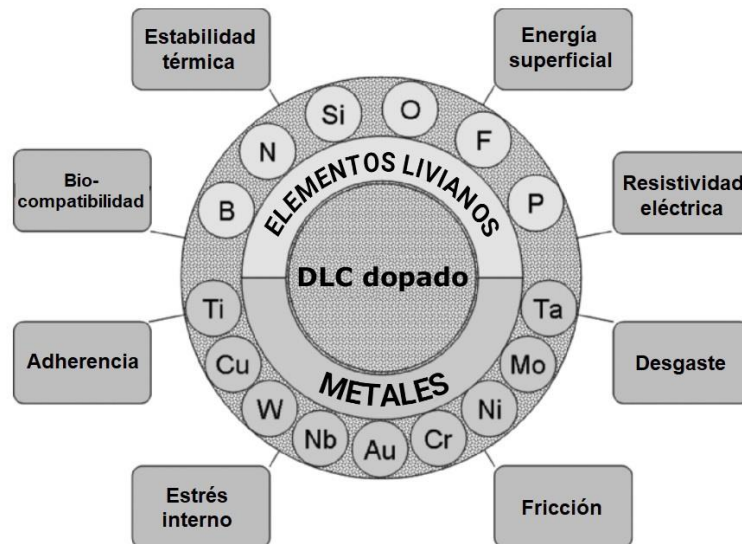 Estabilidad
térmica
Energía
superficial
Si
O
N
F
B
P
ELEMENTOS LIVIANOS
Bio-
compatibilidad
Resistividad
eléctrica
DLC dopado
Ti
Ta
Cu
Mo
W
Ni
Nb
Cr
Au
METALES
Adherencia
Desgaste
Estrés
interno
Fricción